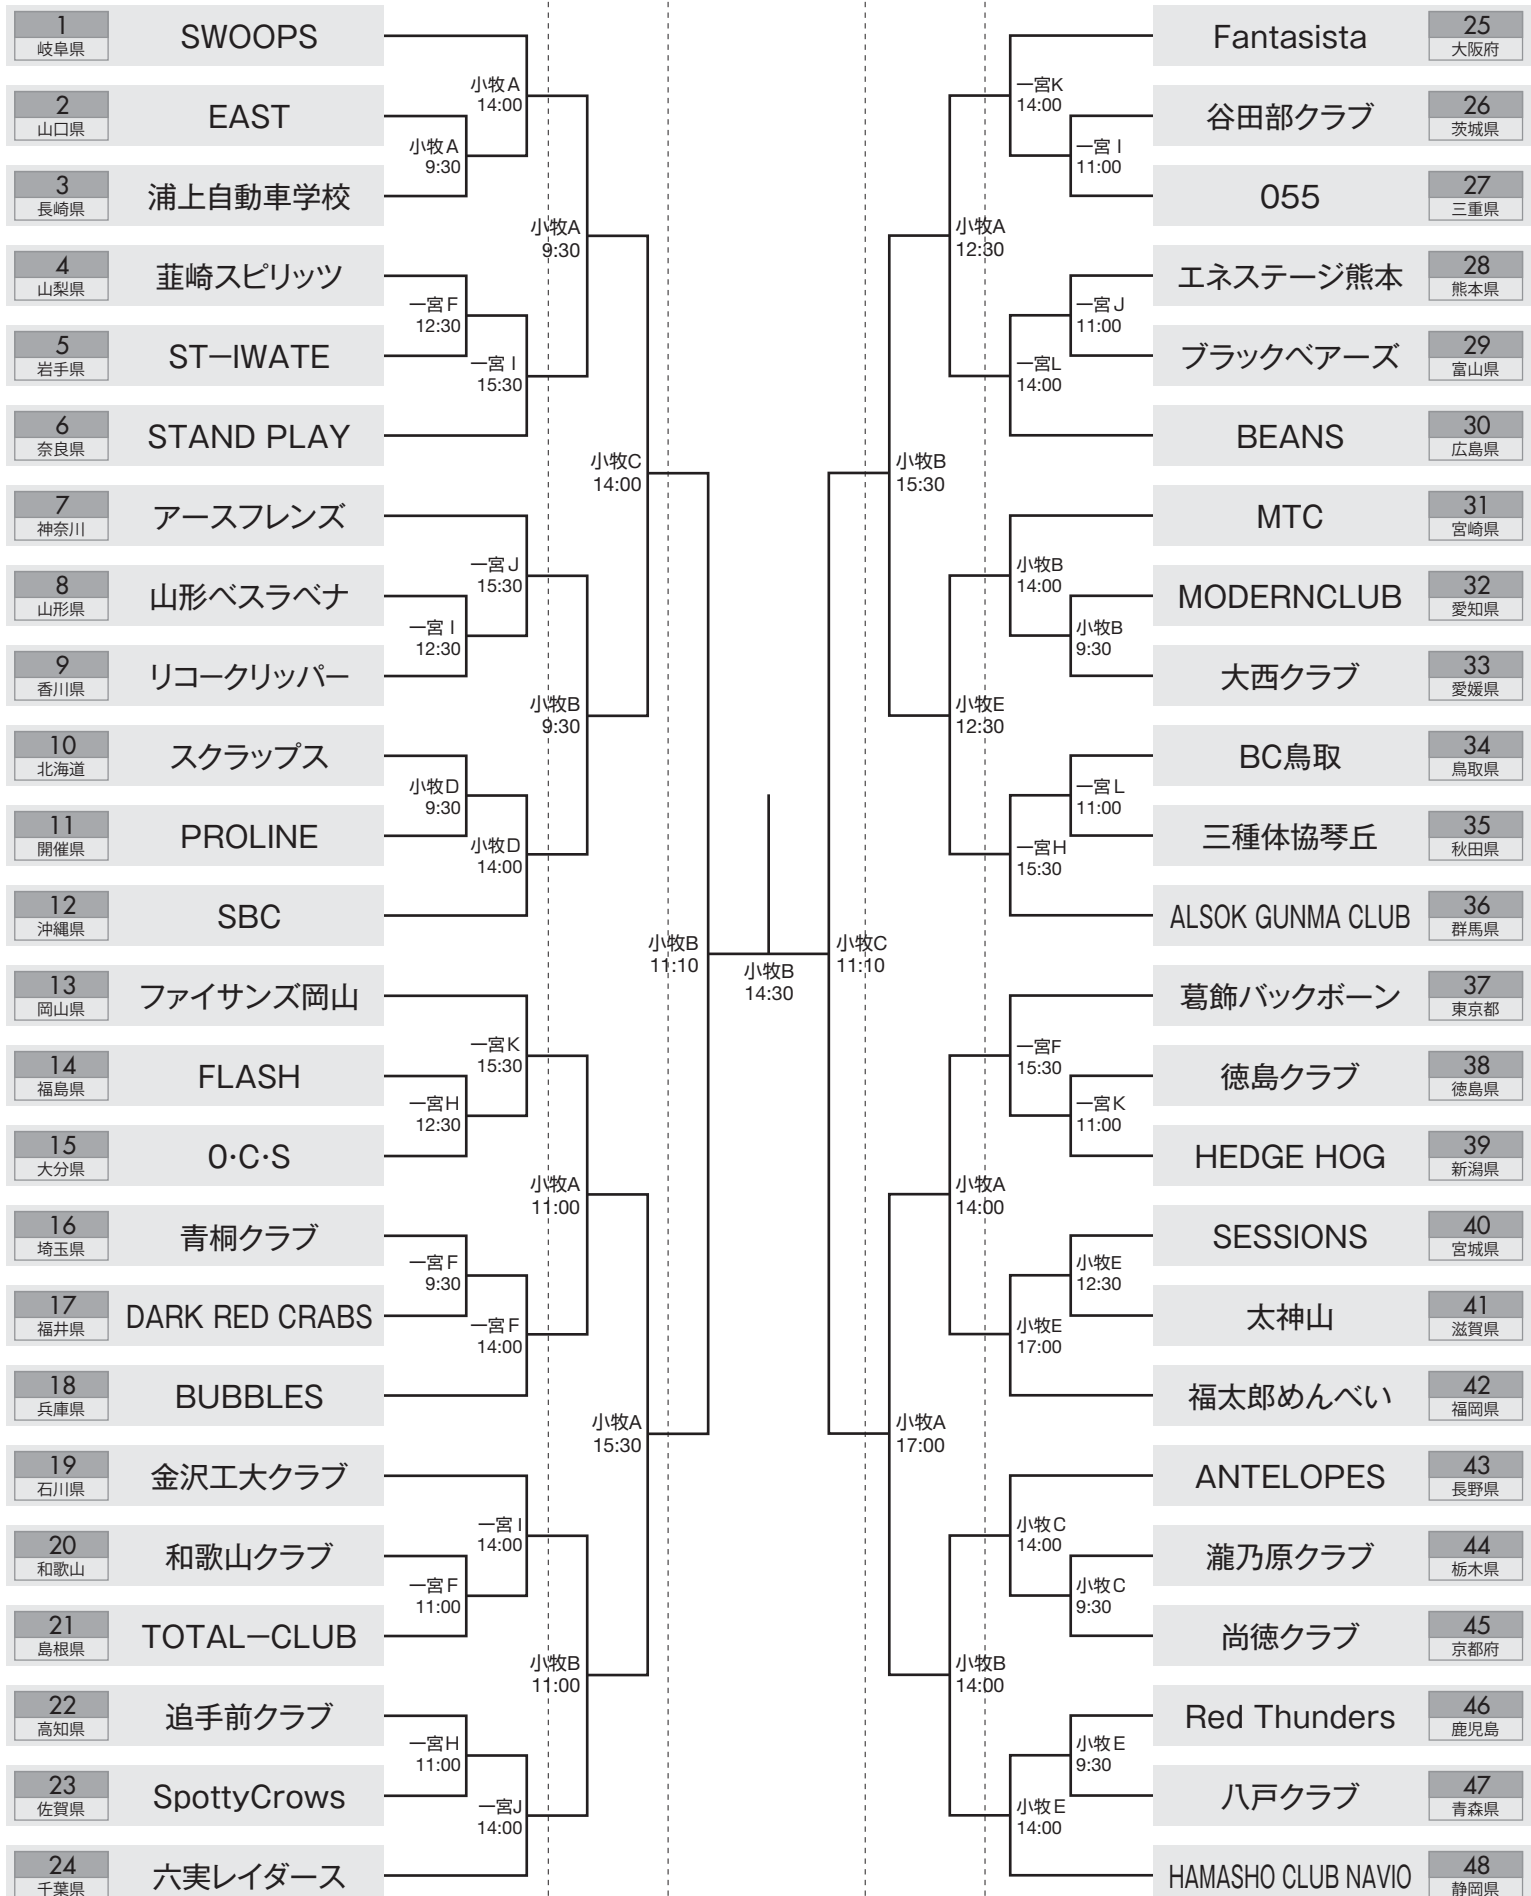 1
岐阜県
SWOOPS
2
山口県
EAST
3
長崎県
浦上自動車学校
4
山梨県
韮崎スピリッツ
5
岩手県
ST−IWATE
6
奈良県
STAND PLAY
7
神奈川
アースフレンズ
8
山形県
山形ベスラベナ
9
香川県
リコークリッパー
10
北海道
スクラップス
11
開催県
PROLINE
12
沖縄県
SBC
13
岡山県
ファイサンズ岡山
14
福島県
FLASH
15
大分県
O·C·S
16
埼玉県
青桐クラブ
17
福井県
DARK RED CRABS
18
兵庫県
BUBBLES
19
石川県
金沢工大クラブ
20
和歌山
和歌山クラブ
21
島根県
TOTAL−CLUB
22
高知県
追手前クラブ
23
佐賀県
SpottyCrows
24
千葉県
六実レイダース
小牧A
9:30
一宮F
12:30
一宮I
12:30
小牧D
9:30
一宮H
12:30
一宮F
9:30
一宮F
11:00
一宮H
11:00
小牧A
14:00
一宮I
15:30
一宮J
15:30
小牧D
14:00
一宮K
15:30
一宮F
14:00
一宮I
14:00
一宮J
14:00
小牧A
9:30
小牧B
9:30
小牧A
11:00
小牧B
11:00
小牧C
14:00
小牧A
15:30
小牧B
11:10
小牧B
14:30
小牧C
11:10
小牧B
15:30
小牧A
17:00
小牧A
12:30
小牧E
12:30
小牧A
14:00
小牧B
14:00
一宮K
14:00
一宮L
14:00
小牧B
14:00
一宮H
15:30
一宮F
15:30
小牧E
17:00
小牧C
14:00
小牧E
14:00
一宮I
11:00
一宮J
11:00
小牧B
9:30
一宮L
11:00
一宮K
11:00
小牧E
12:30
小牧C
9:30
小牧E
9:30
Fantasista
25
大阪府
谷田部クラブ
26
茨城県
055
27
三重県
エネステージ熊本
28
熊本県
ブラックベアーズ
29
富山県
BEANS
30
広島県
MTC
31
宮崎県
MODERNCLUB
32
愛知県
大西クラブ
33
愛媛県
BC鳥取
34
鳥取県
三種体協琴丘
35
秋田県
ALSOK GUNMA CLUB
36
群馬県
葛飾バックボーン
37
東京都
徳島クラブ
38
徳島県
HEDGE HOG
39
新潟県
SESSIONS
40
宮城県
太神山
41
滋賀県
福太郎めんべい
42
福岡県
ANTELOPES
43
長野県
瀧乃原クラブ
44
栃木県
尚徳クラブ
45
京都府
Red Thunders
46
鹿児島
八戸クラブ
47
青森県
HAMASHO CLUB NAVIO
48
静岡県